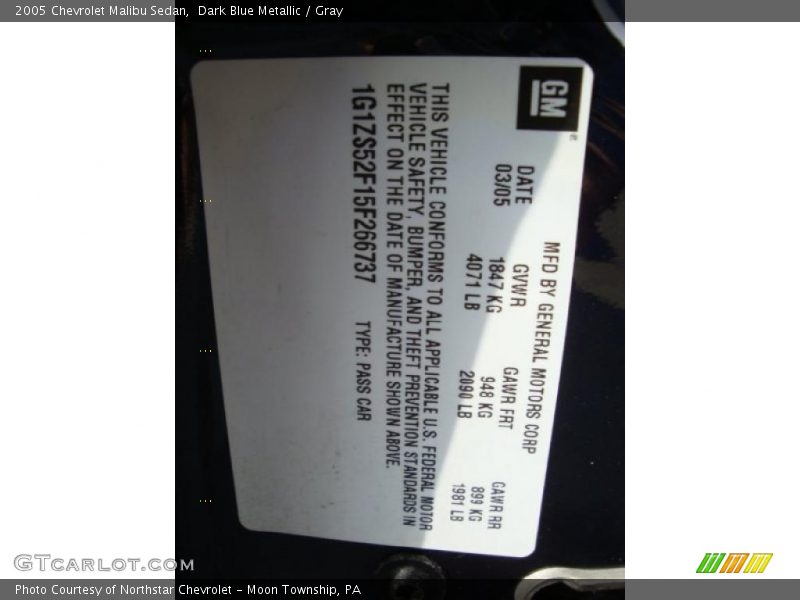 2005 Chevrolet Malibu Sedan, Dark Blue Metallic / Gray
GM
MFD BY GENERAL MOTORS CORP
DATE GVWR GAWR FRT GAWR RR
03/05 1847 KG 948 KG 899 KG
4071 LB 2090 LB 1981 LB
THIS VEHICLE CONFORMS TO ALL APPLICABLE U.S. FEDERAL MOTOR
VEHICLE SAFETY, BUMPER, AND THEFT PREVENTION STANDARDS IN
EFFECT ON THE DATE OF MANUFACTURE SHOWN ABOVE.
1G1ZS52F15F266737 TYPE: PASS CAR
GTCarlot.com
Photo Courtesy of Northstar Chevrolet - Moon Township, PA